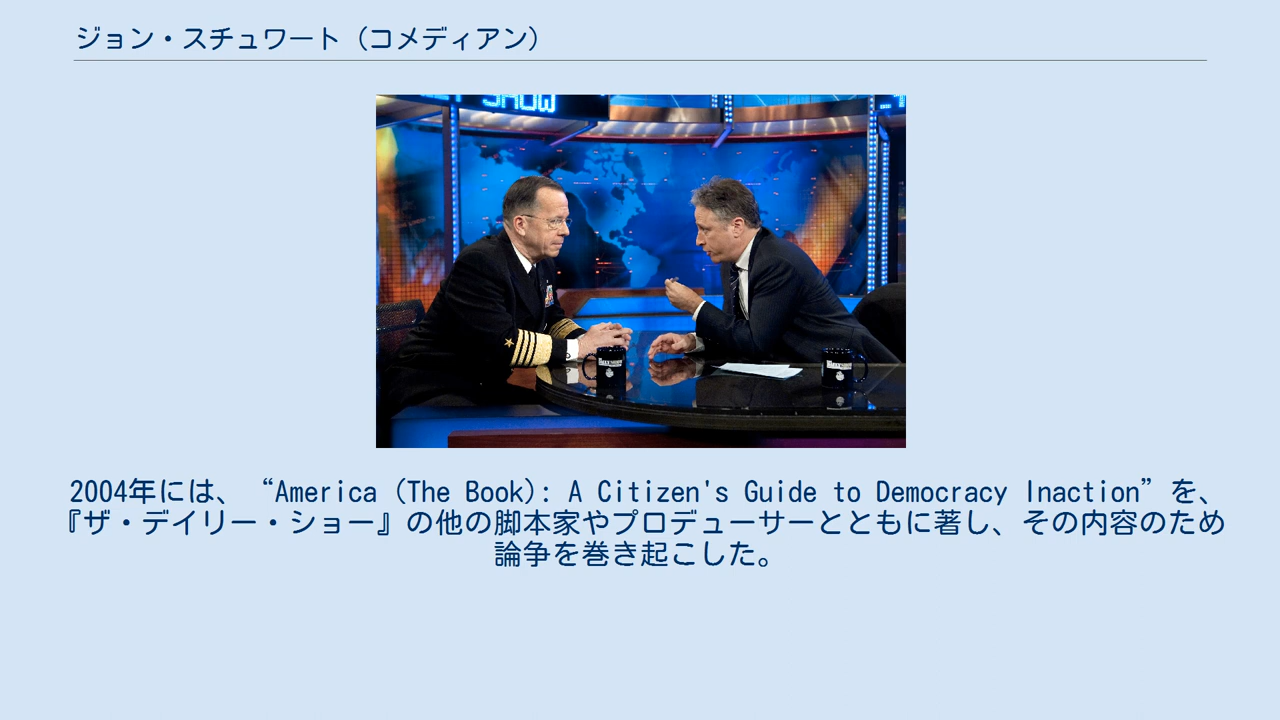 ジョン・スチュワート（コメディアン）
SHOW
2004年には、“America (The Book): A Citizen's Guide to Democracy Inaction”を、
『ザ・デイリー・ショー』の他の脚本家やプロデューサーとともに著し、その内容のため
論争を巻き起こした。